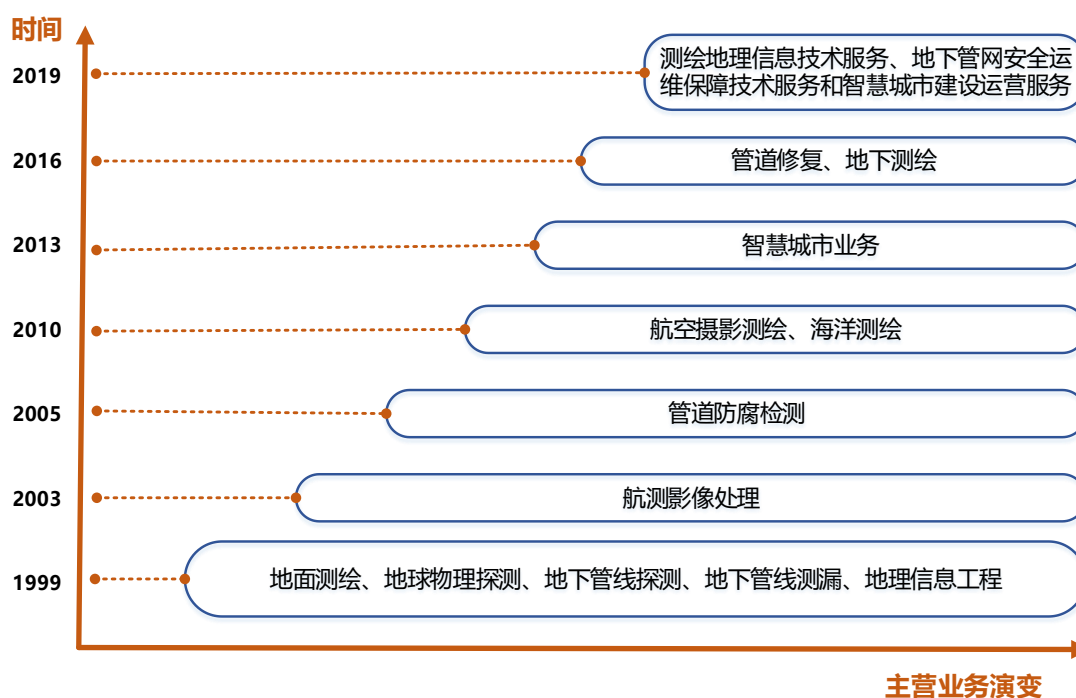 时间
2019
测绘地理信息技术服务、地下管网安全运
维保障技术服务和智慧城市建设运营服务
2016
管道修复、地下测绘
2013
智慧城市业务
2010
航空摄影测绘、海洋测绘
2005
管道防腐检测
2003
航测影像处理
1999
地面测绘、地球物理探测、地下管线探测、地下管线测漏、地理信息工程
主营业务演变